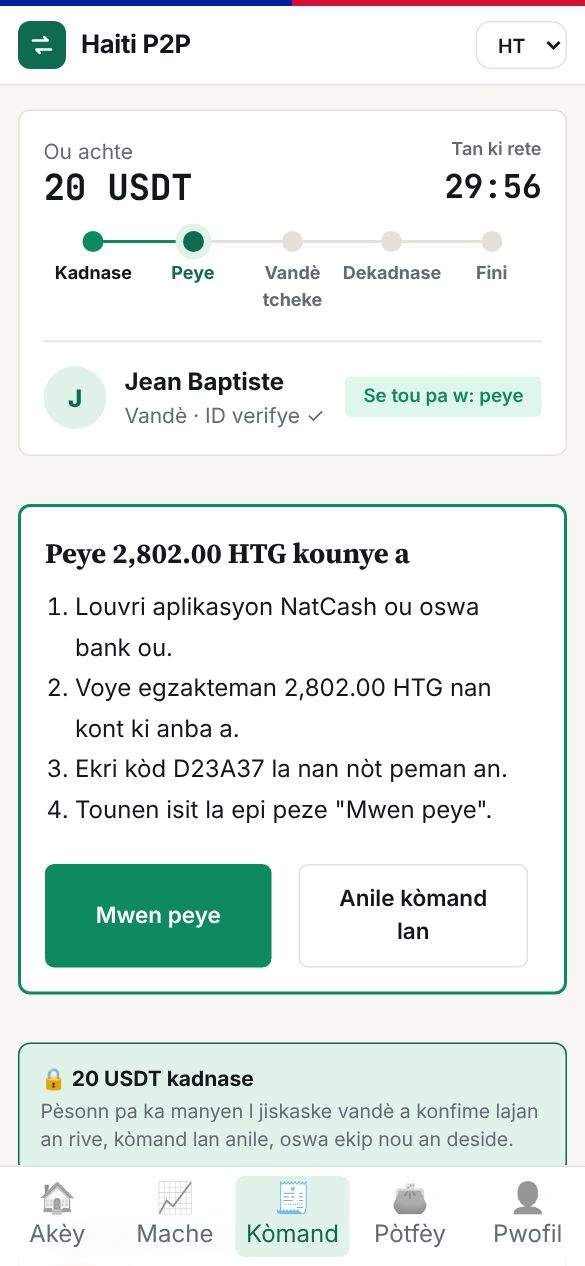 Haiti P2P
HT
Ou achte
Tan ki rete
20 USDT
29:56
Kadnase
Peye
Vandè
tcheke
Dekadnase
Fini
J
Jean Baptiste
Vandè · ID verifye ✓
Se tou pa w: peye
Peye 2,802.00 HTG kounye a
1. Louvri aplikasyon NatCash ou oswa
bank ou.
2. Voye egzakteman 2,802.00 HTG nan
kont ki anba a.
3. Ekri kòd D23A37 la nan nòt peman an.
4. Tounen isit la epi peze "Mwen peye".
Mwen peye
Anile kòmand
lan
🔒 20 USDT kadnase
Pèsonn pa ka manyen l jiskaske vandè a konfime lajan
an rive, kòmand lan anile, oswa ekip nou an deside.
Akèy
Mache
Kòmand
Pòtfèy
Pwofil